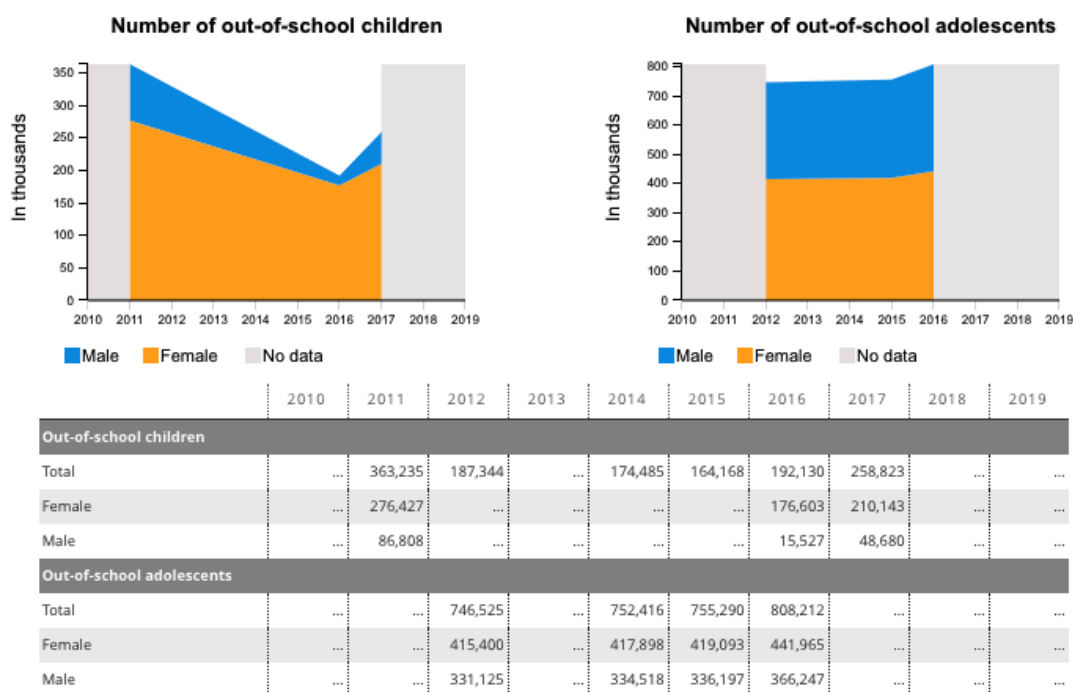 Number of out-of-school children
Number of out-of-school adolescents
In thousands
350
300
250
200
150
100
50
0
2010 2011 2012 2013 2014 2015 2016 2017 2018 2019
Male Female No data
In thousands
800
700
600
500
400
300
200
100
0
2010 2011 2012 2013 2014 2015 2016 2017 2018 2019
Male Female No data
2010 2011 2012 2013 2014 2015 2016 2017 2018 2019
Out-of-school children
Total ... 363,235 187,344 ... 174,485 164,168 192,130 258,823 ... ...
Female ... 276,427 ... ... ... ... 176,603 210,143 ... ...
Male ... 86,808 ... ... ... ... 15,527 48,680 ... ...
Out-of-school adolescents
Total ... ... 746,525 ... 752,416 755,290 808,212 ... ... ...
Female ... ... 415,400 ... 417,898 419,093 441,965 ... ... ...
Male ... ... 331,125 ... 334,518 336,197 366,247 ... ... ...